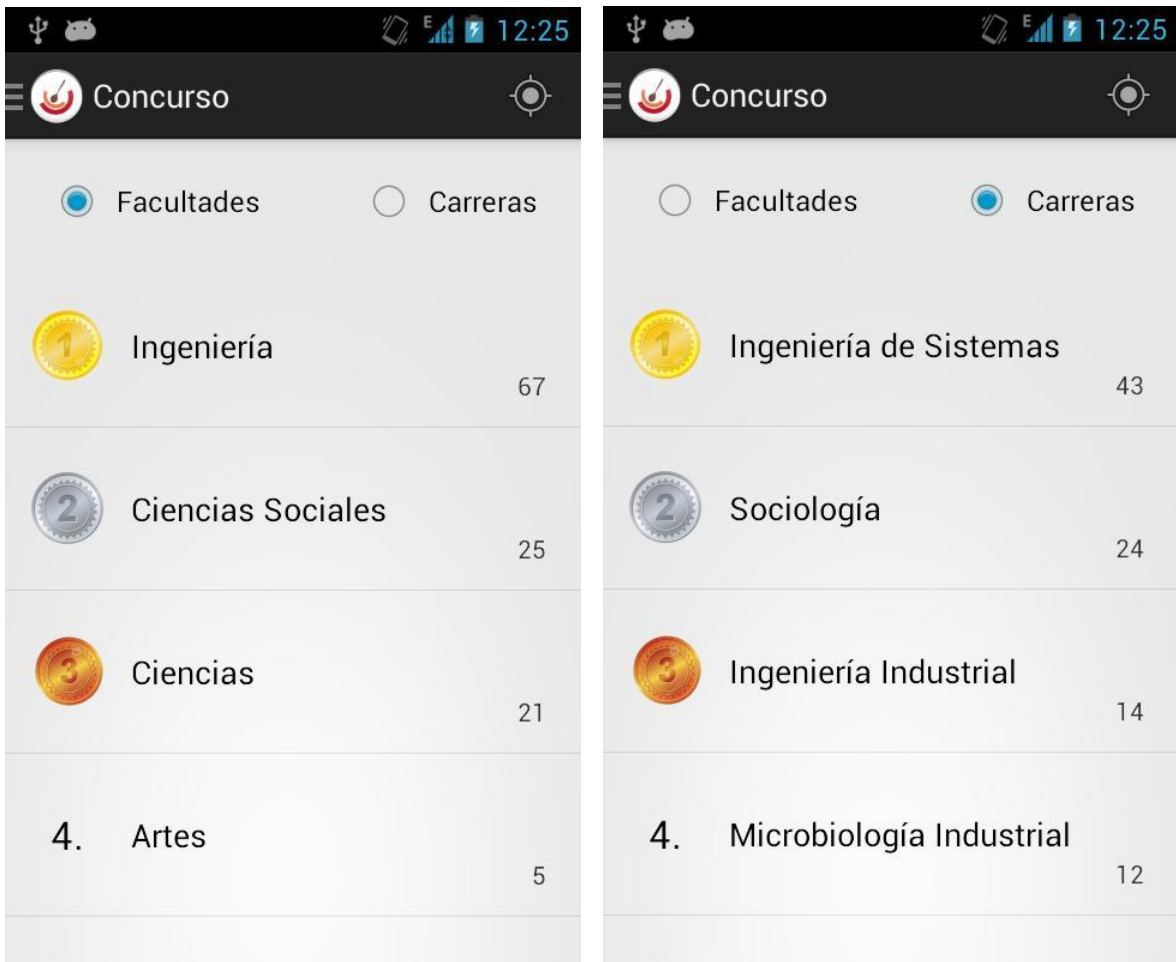 E 12:25
Concurso
Facultades Carreras
1 Ingeniería
67
2 Ciencias Sociales
25
3 Ciencias
21
4. Artes
5
E 12:25
Concurso
Facultades Carreras
1 Ingeniería de Sistemas
43
2 Sociología
24
3 Ingeniería Industrial
14
4. Microbiología Industrial
12